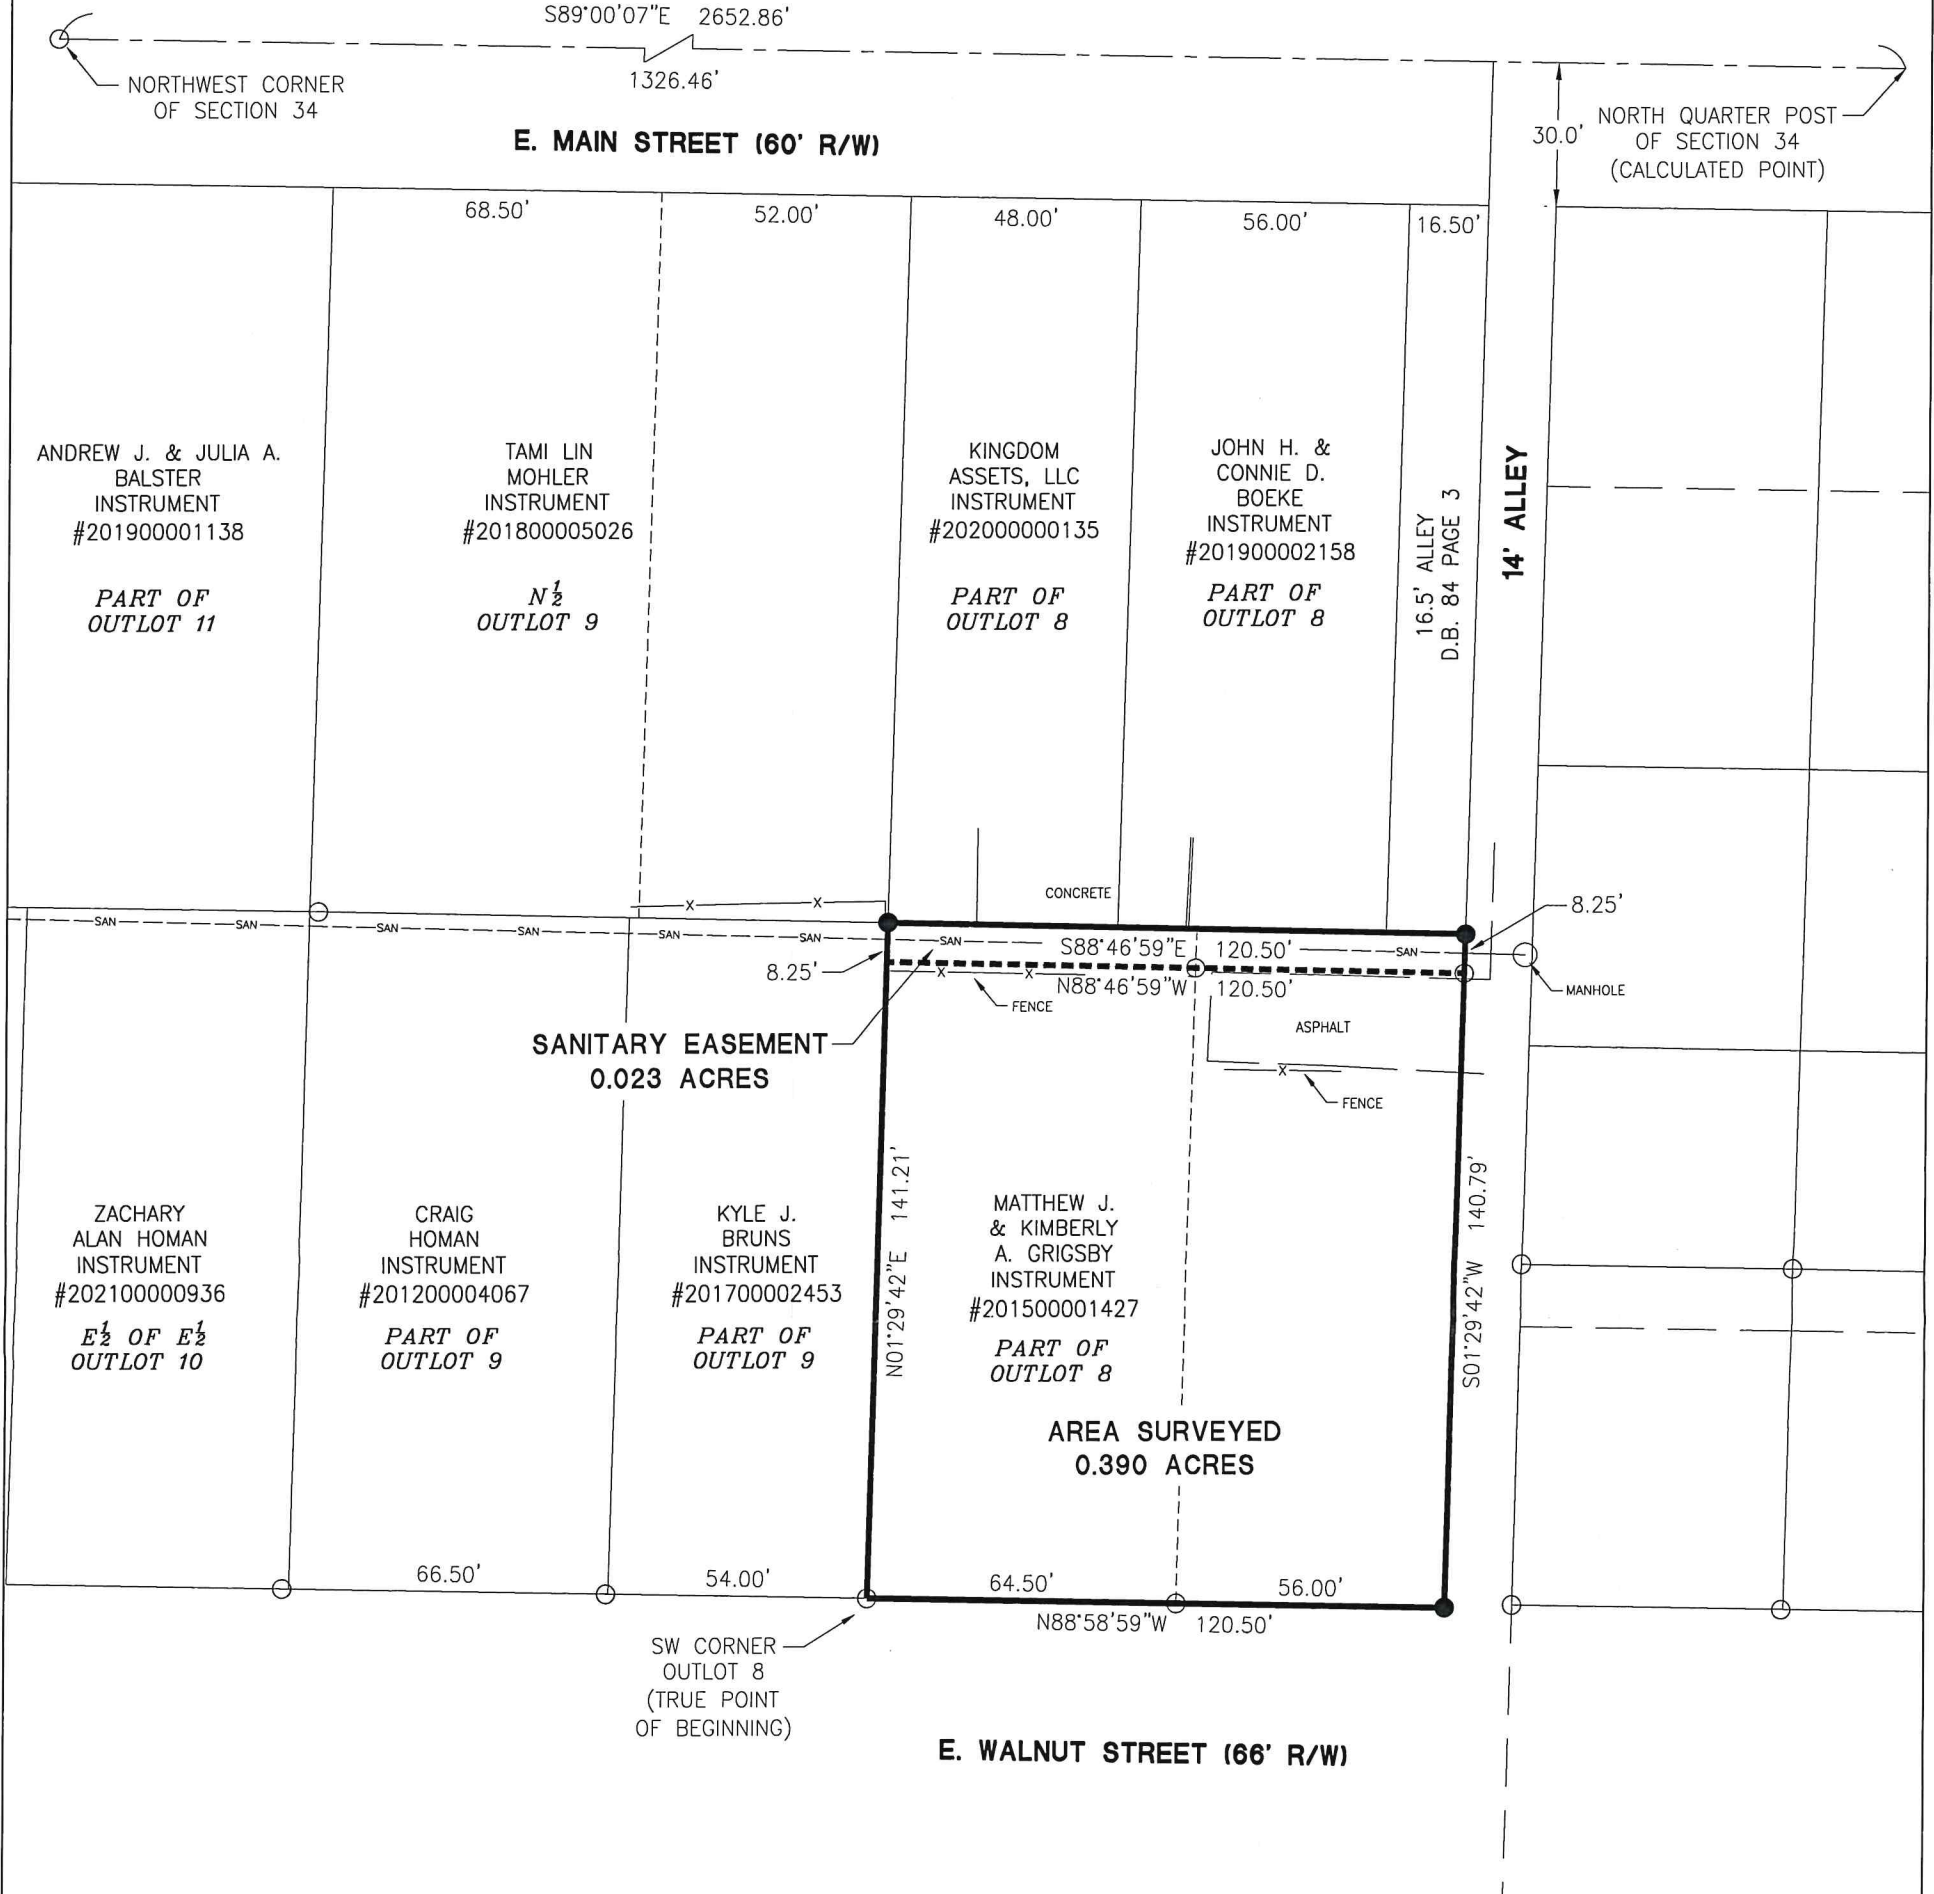 S89°00'07"E 2652.86'
1326.46'
NORTHWEST CORNER
OF SECTION 34
E. MAIN STREET (60' R/W)
30.0'
NORTH QUARTER POST
OF SECTION 34
(CALCULATED POINT)
68.50'
52.00'
48.00'
56.00'
16.50'
ANDREW J. & JULIA A.
BALSTER
INSTRUMENT
#201900001138
PART OF
OUTLOT 11
TAMI LIN
MOHLER
INSTRUMENT
#201800005026
N½
OUTLOT 9
KINGDOM
ASSETS, LLC
INSTRUMENT
#202000000135
PART OF
OUTLOT 8
JOHN H. &
CONNIE D.
BOEKE
INSTRUMENT
#201900002158
PART OF
OUTLOT 8
16.5' ALLEY
D.B. 84 PAGE 3
14' ALLEY
X
X
CONCRETE
8.25'
SAN
SAN
SAN
SAN
SAN
SAN
SAN
S88°46'59"E 120.50'
SAN
8.25'
X
X
N88°46'59"W 120.50'
MANHOLE
FENCE
ASPHALT
SANITARY EASEMENT
0.023 ACRES
X
FENCE
ZACHARY
ALAN HOMAN
INSTRUMENT
#202100000936
E½ OF E½
OUTLOT 10
CRAIG
HOMAN
INSTRUMENT
#201200004067
PART OF
OUTLOT 9
KYLE J.
BRUNS
INSTRUMENT
#201700002453
PART OF
OUTLOT 9
N01°29'42"E 141.21'
MATTHEW J.
& KIMBERLY
A. GRIGSBY
INSTRUMENT
#201500001427
PART OF
OUTLOT 8
S01°29'42"W 140.79'
AREA SURVEYED
0.390 ACRES
66.50'
54.00'
64.50'
56.00'
N88°58'59"W 120.50'
SW CORNER
OUTLOT 8
(TRUE POINT
OF BEGINNING)
E. WALNUT STREET (66' R/W)